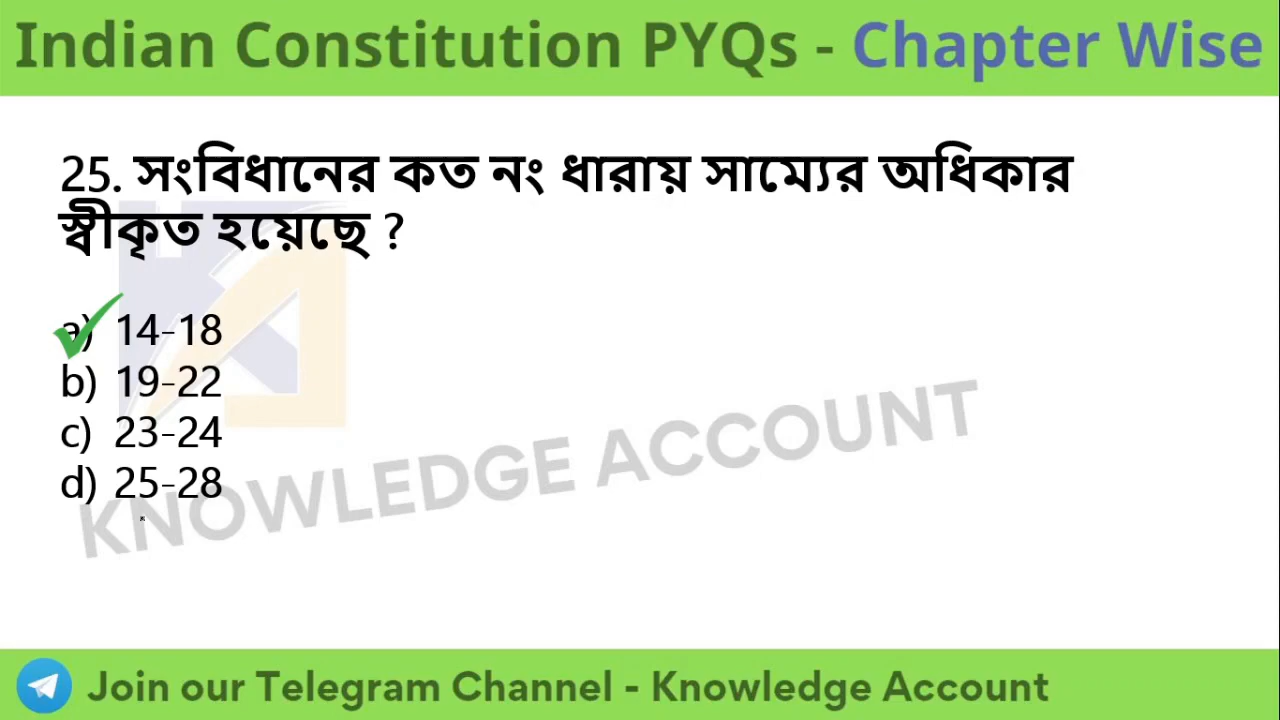 Indian Constitution PYQs - Chapter Wise
25. সংবিধানের কত নং ধারায় সাম্যের অধিকার
স্বীকৃত হয়েছে ?
a) 14-18
b) 19-22
c) 23-24
d) 25-28
KNOWLEDGE ACCOUNT
Join our Telegram Channel - Knowledge Account